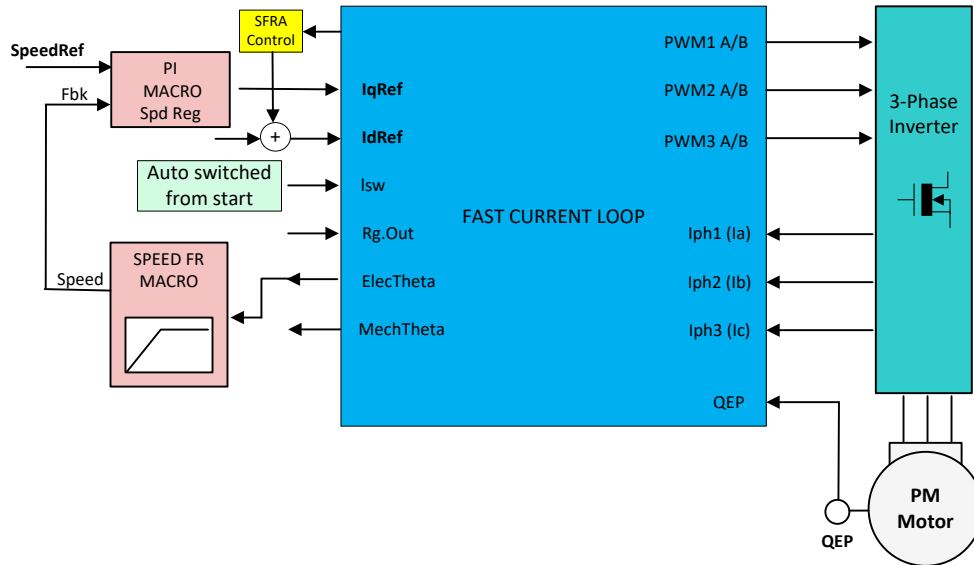 SFRA
Control
SpeedRef
PI
MACRO
Spd Reg
Fbk
IqRef
+
IdRef
Auto switched
from start
lsw
Rg.Out
SPEED FR
MACRO
Speed
ElecTheta
MechTheta
FAST CURRENT LOOP
PWM1 A/B
PWM2 A/B
PWM3 A/B
Iph1 (Ia)
Iph2 (Ib)
Iph3 (Ic)
QEP
3-Phase
Inverter
PM
Motor
QEP